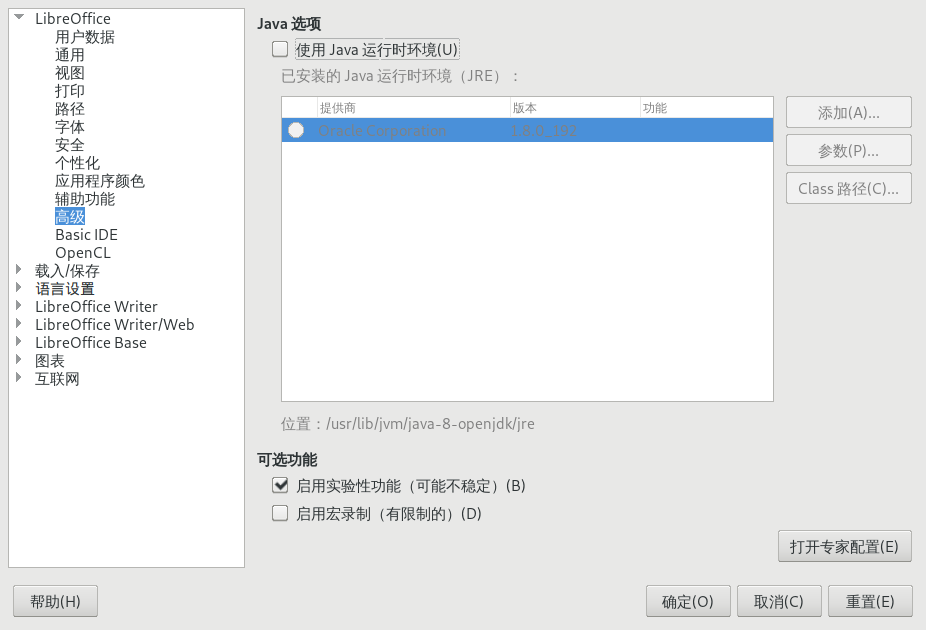 LibreOffice
用户数据
通用
视图
打印
路径
字体
安全
个性化
应用程序颜色
辅助功能
高级
Basic IDE
OpenCL
载入/保存
语言设置
LibreOffice Writer
LibreOffice Writer/Web
LibreOffice Base
图表
互联网
Java 选项
使用 Java 运行时环境(U)
已安装的 Java 运行时环境（JRE）：
提供商 版本 功能
Oracle Corporation
添加(A)...
参数(P)...
Class 路径(C)...
位置：/usr/lib/jvm/java-8-openjdk/jre
可选功能
启用实验性功能（可能不稳定）(B)
启用宏录制（有限制的）(D)
打开专家配置(E)
帮助(H) 确定(O) 取消(C) 重置(E)